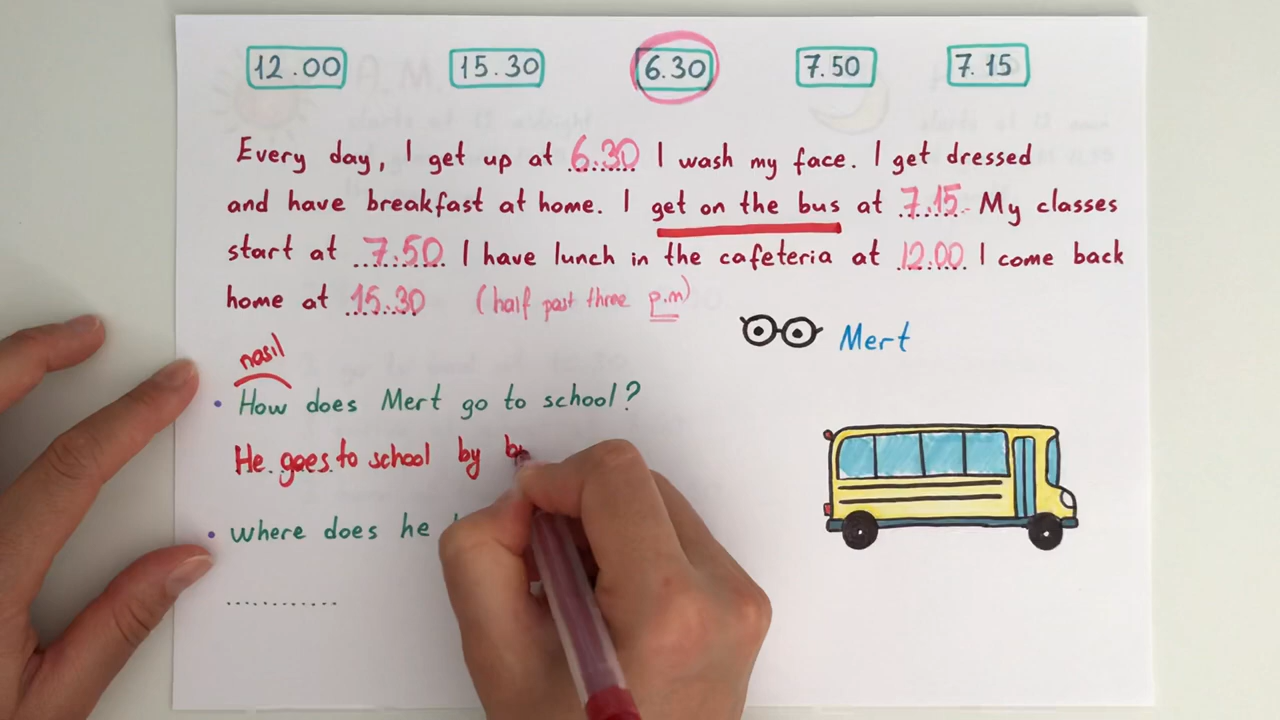 12.00 15.30 6.30 7.50 7.15
Every day, I get up at 6.30 I wash my face. I get dressed
and have breakfast at home. I get on the bus at 7.15. My classes
start at 7.50 I have lunch in the cafeteria at 12.00 I come back
home at 15.30 (half past three p.m)
Mert
nasıl
How does Mert go to school?
He goes to school by
where does he